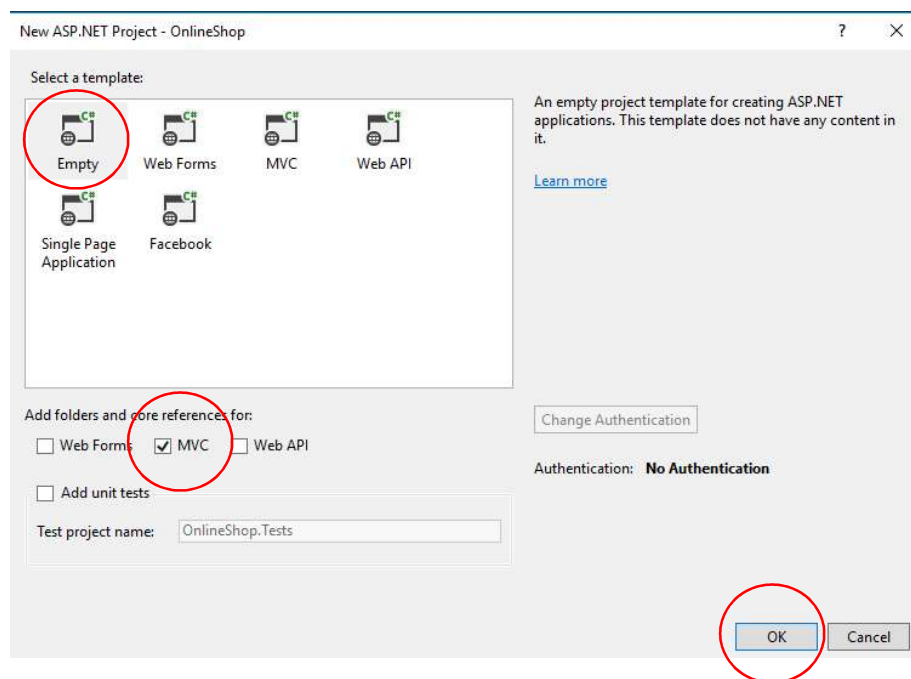 New ASP.NET Project - OnlineShop
?
Select a template:
C#
C#
C#
C#
Empty
Web Forms
MVC
Web API
C#
C#
Single Page
Application
Facebook
An empty project template for creating ASP.NET
applications. This template does not have any content in
it.
Learn more
Add folders and core references for:
Web Forms
MVC
Web API
Add unit tests
Test project name:
OnlineShop.Tests
Change Authentication
Authentication: No Authentication
OK
Cancel